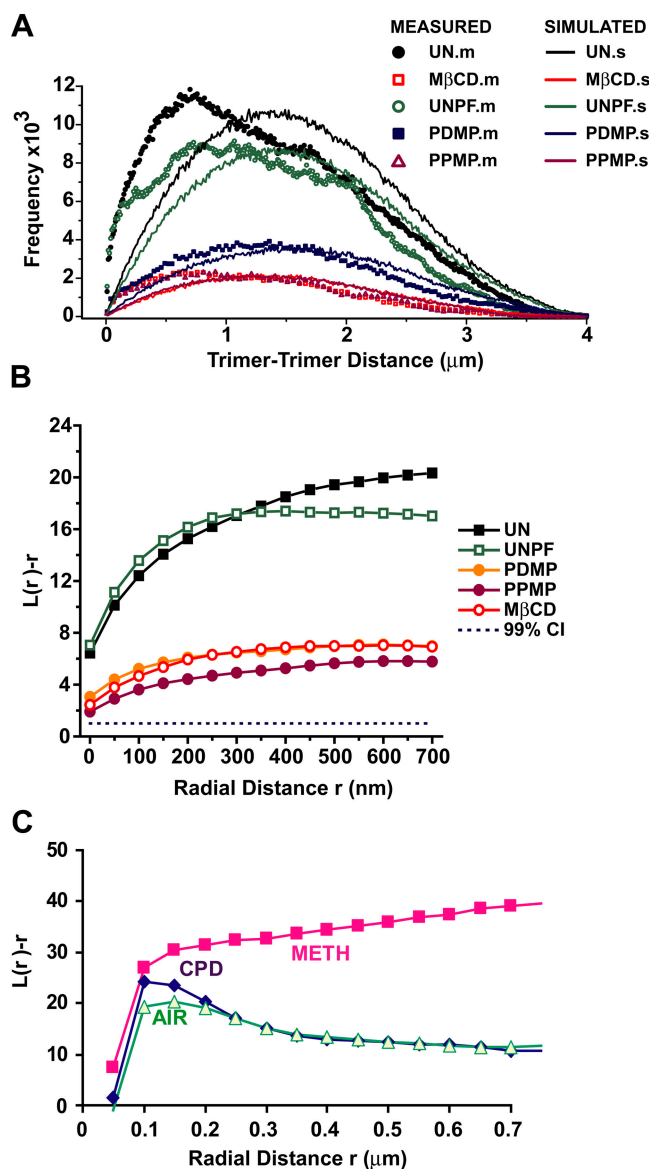 A
MEASURED SIMULATED
UN.m UN.s
MβCD.m MβCD.s
UNPF.m UNPF.s
PDMP.m PDMP.s
PPMP.m PPMP.s
12
10
8
6
4
2
0
Frequency x10³
0 1 2 3 4
Trimer-Trimer Distance (μm)
B
24
20
16
12
8
4
0
L(r)-r
UN
UNPF
PDMP
PPMP
MβCD
99% CI
0 100 200 300 400 500 600 700
Radial Distance r (nm)
C
50
40
30
20
10
0
L(r)-r
METH
CPD
AIR
0.1 0.2 0.3 0.4 0.5 0.6 0.7
Radial Distance r (μm)